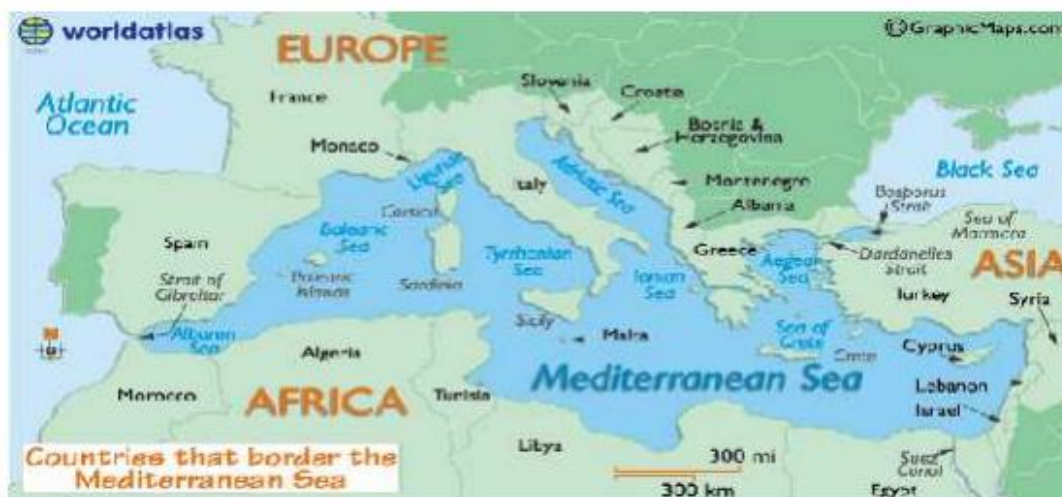 worldatlas
EUROPE
©GraphicMaps.com
Slovenia
Croatia
Atlantic
Ocean
France
Bosnia &
Herzegovina
Monaco
Ligurian
Sea
Italy
Adriatic Sea
Montenegro
Albania
Black Sea
Bosporus
Strait
Sea of
Marmara
Corsica
Balearic
Sea
Spain
Greece
Aegean
Sea
Dardanelles
Strait
ASIA
Tyrrhenian
Sea
Ionian
Sea
Strait of
Gibraltar
Balearic
Islands
Sardinia
Turkey
Syria
N
Alboran
Sea
Sicily
Malta
Sea of
Crete
Crete
Cyprus
Algeria
Mediterranean Sea
Lebanon
Israel
Morocco
AFRICA
Tunisia
Libya
300 mi
300 km
Suez
Canal
Egypt
Countries that border the
Mediterranean Sea